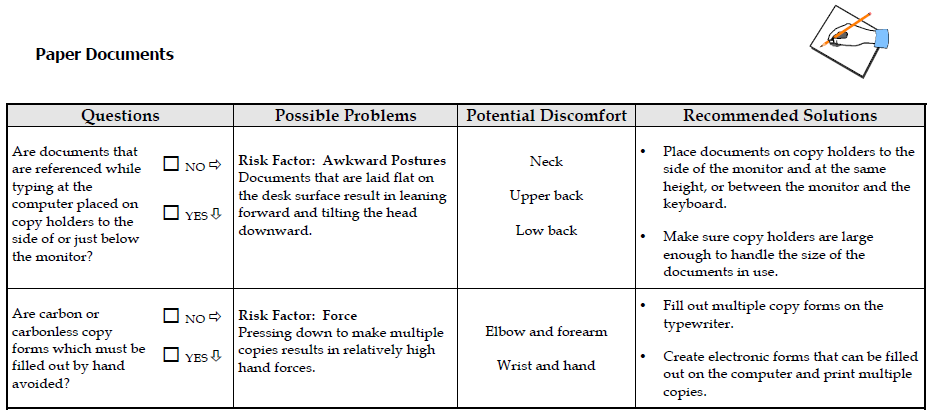 Paper Documents
Questions
Possible Problems
Potential Discomfort
Recommended Solutions
Are documents that
are referenced while
typing at the
computer placed on
copy holders to the
side of or just below
the monitor?
☐ NO ⇨
☐ YES ⇩
Risk Factor: Awkward Postures
Documents that are laid flat on
the desk surface result in leaning
forward and tilting the head
downward.
Neck
Upper back
Low back
• Place documents on copy holders to the
side of the monitor and at the same
height, or between the monitor and the
keyboard.
• Make sure copy holders are large
enough to handle the size of the
documents in use.
Are carbon or
carbonless copy
forms which must be
filled out by hand
avoided?
☐ NO ⇨
☐ YES ⇩
Risk Factor: Force
Pressing down to make multiple
copies results in relatively high
hand forces.
Elbow and forearm
Wrist and hand
• Fill out multiple copy forms on the
typewriter.
• Create electronic forms that can be filled
out on the computer and print multiple
copies.